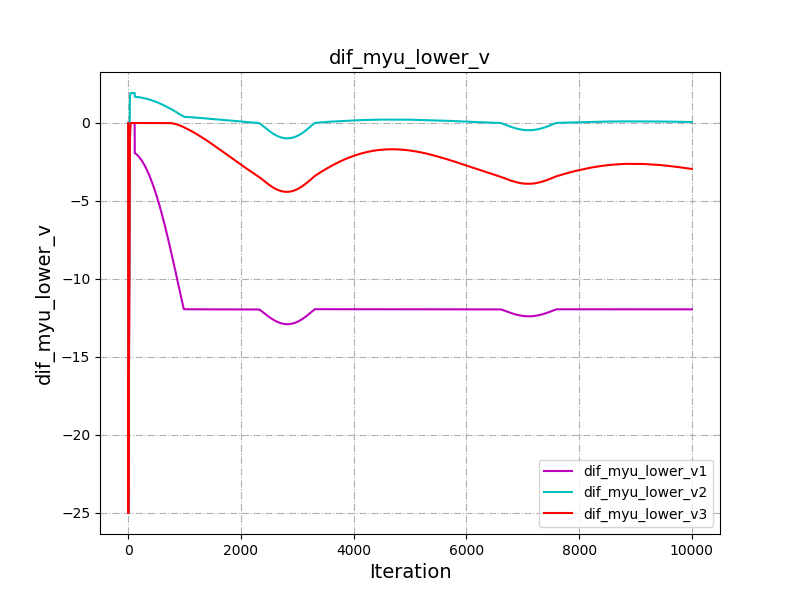 dif_myu_lower_v
dif_myu_lower_v
0
−5
−10
−15
−20
−25
dif_myu_lower_v1
dif_myu_lower_v2
dif_myu_lower_v3
0 2000 4000 6000 8000 10000
Iteration